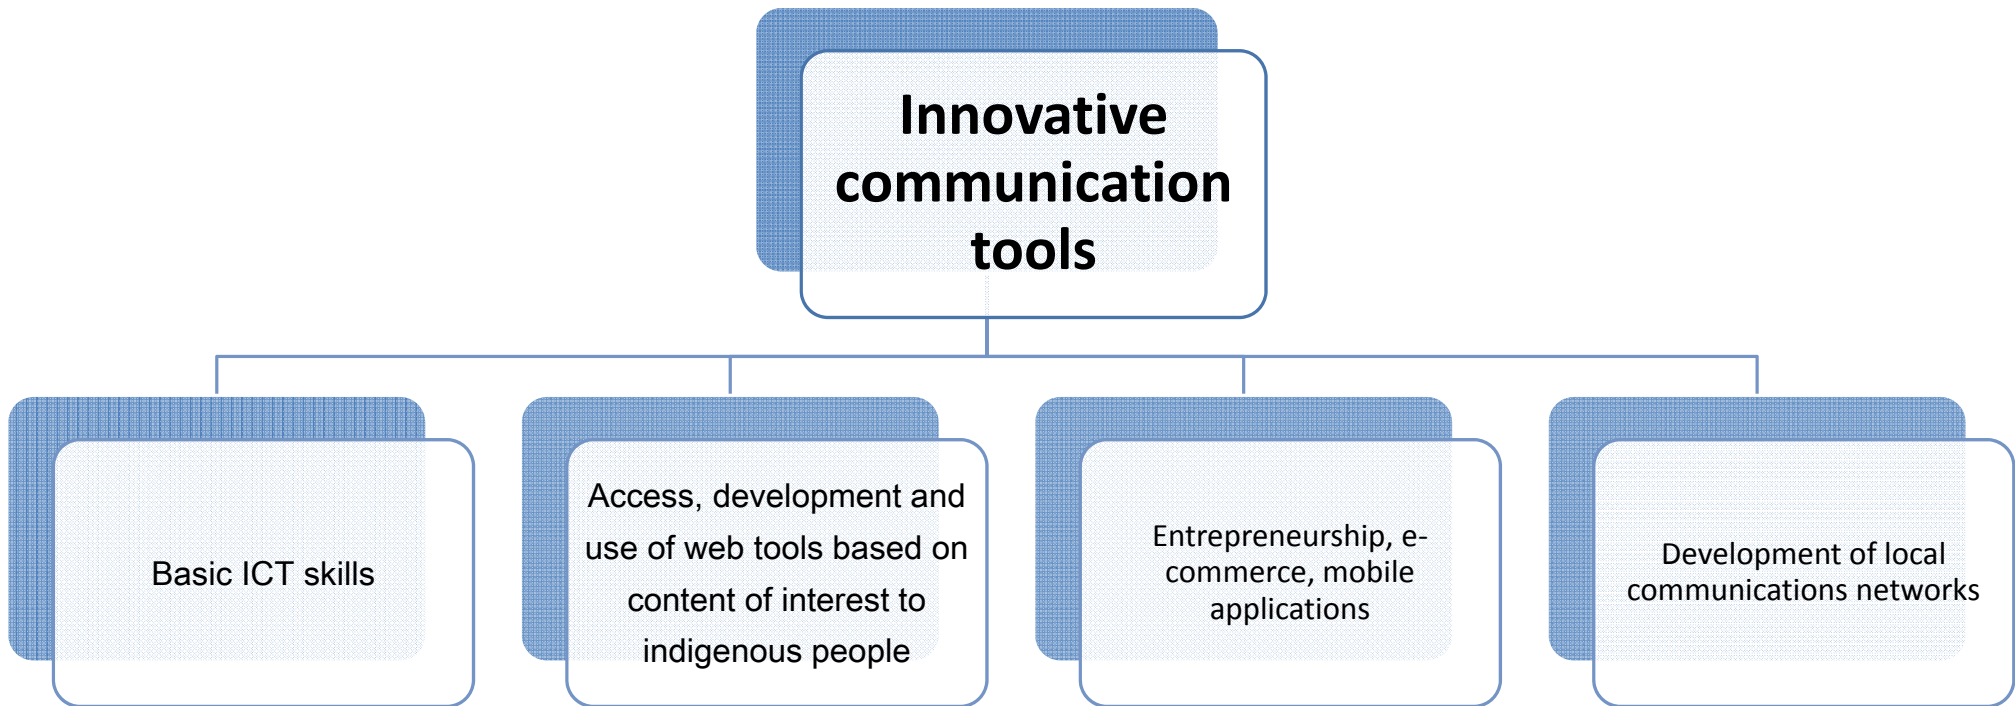 Innovative
communication
tools
Basic ICT skills
Access, development and
use of web tools based on
content of interest to
indigenous people
Entrepreneurship, e-
commerce, mobile
applications
Development of local
communications networks